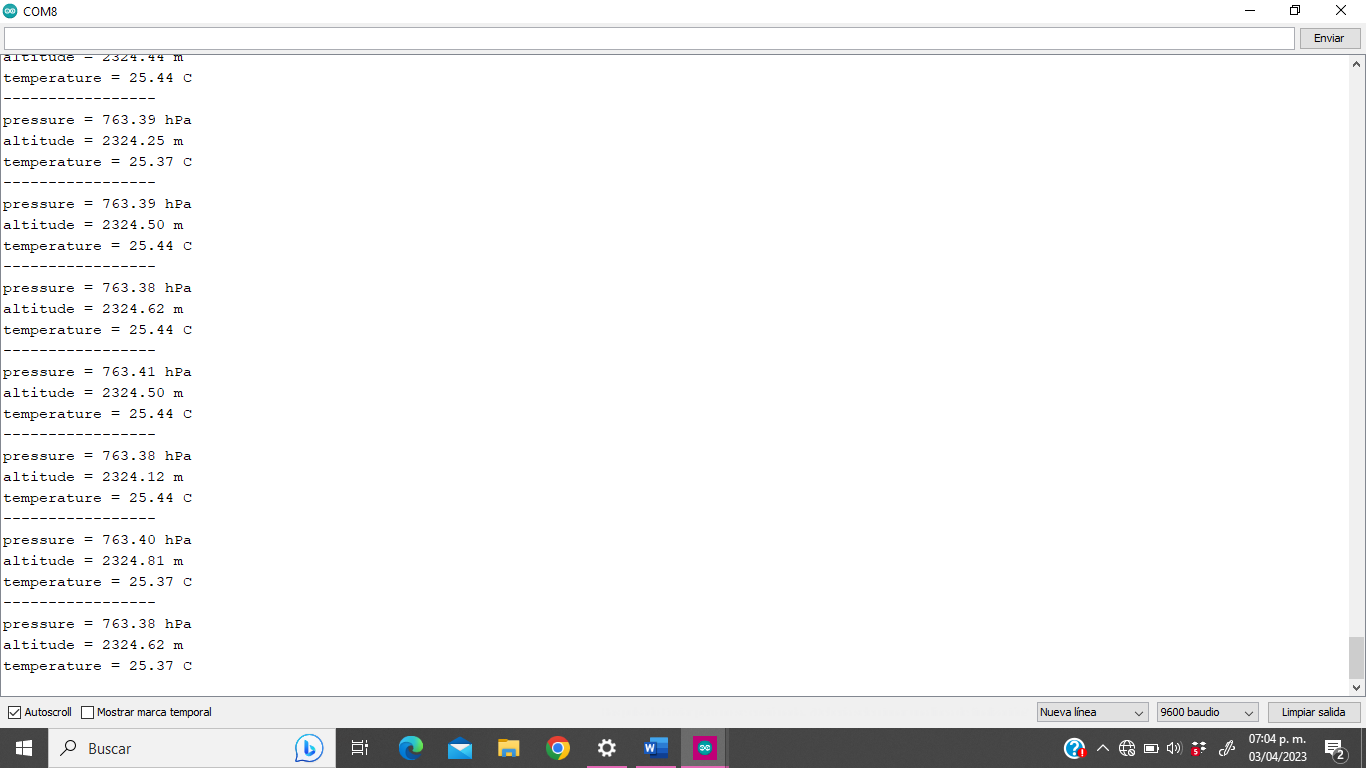 COM8
Enviar
altitude = 2324.44 m
temperature = 25.44 C
-----------------
pressure = 763.39 hPa
altitude = 2324.25 m
temperature = 25.37 C
-----------------
pressure = 763.39 hPa
altitude = 2324.50 m
temperature = 25.44 C
-----------------
pressure = 763.38 hPa
altitude = 2324.62 m
temperature = 25.44 C
-----------------
pressure = 763.41 hPa
altitude = 2324.50 m
temperature = 25.44 C
-----------------
pressure = 763.38 hPa
altitude = 2324.12 m
temperature = 25.44 C
-----------------
pressure = 763.40 hPa
altitude = 2324.81 m
temperature = 25.37 C
-----------------
pressure = 763.38 hPa
altitude = 2324.62 m
temperature = 25.37 C
Autoscroll Mostrar marca temporal Nueva línea 9600 baudio Limpiar salida
Buscar
07:04 p. m.
03/04/2023
2